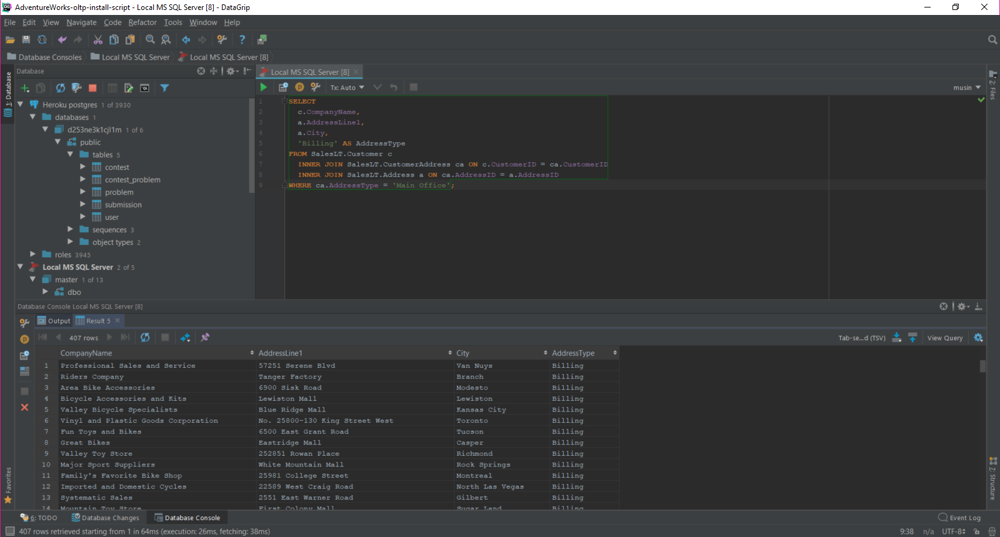 AdventureWorks-oltp-install-script - Local MS SQL Server [8] - DataGrip
File Edit View Navigate Code Refactor Tools Window Help
Database Consoles Local MS SQL Server Local MS SQL Server [8]
Database
Local MS SQL Server [8]
1: Database
2: Files
Tx: Auto
musin
Heroku postgres 1 of 3930
databases 1
d253ne3k1cjl1m 1 of 6
public
tables 5
contest
contest_problem
problem
submission
user
sequences 3
object types 2
roles 3945
Local MS SQL Server 2 of 5
master 1 of 13
dbo
1 SELECT
2 c.CompanyName,
3 a.AddressLine1,
4 a.City,
5 'Billing' AS AddressType
6 FROM SalesLT.Customer c
7 INNER JOIN SalesLT.CustomerAddress ca ON c.CustomerID = ca.CustomerID
8 INNER JOIN SalesLT.Address a ON ca.AddressID = a.AddressID
9 WHERE ca.AddressType = 'Main Office';
Database Console Local MS SQL Server [8]
Output Result 5
407 rows
Tab-se...d (TSV) View Query
CompanyName AddressLine1 City AddressType
1 Professional Sales and Service 57251 Serene Blvd Van Nuys Billing
2 Riders Company Tanger Factory Branch Billing
3 Area Bike Accessories 6900 Sisk Road Modesto Billing
4 Bicycle Accessories and Kits Lewiston Mall Lewiston Billing
5 Valley Bicycle Specialists Blue Ridge Mall Kansas City Billing
6 Vinyl and Plastic Goods Corporation No. 25800-130 King Street West Toronto Billing
7 Fun Toys and Bikes 6500 East Grant Road Tucson Billing
8 Great Bikes Eastridge Mall Casper Billing
9 Valley Toy Store 252851 Rowan Place Richmond Billing
10 Major Sport Suppliers White Mountain Mall Rock Springs Billing
11 Family's Favorite Bike Shop 25981 College Street Montreal Billing
12 Imported and Domestic Cycles 22589 West Craig Road North Las Vegas Billing
13 Systematic Sales 2551 East Warner Road Gilbert Billing
14 Mountain Toy Store First Colony Mall Sugar Land Billing
Favorites
Z: Structure
6: TODO Database Changes Database Console Event Log
407 rows retrieved starting from 1 in 64ms (execution: 26ms, fetching: 38ms) 9:38 n/a UTF-8